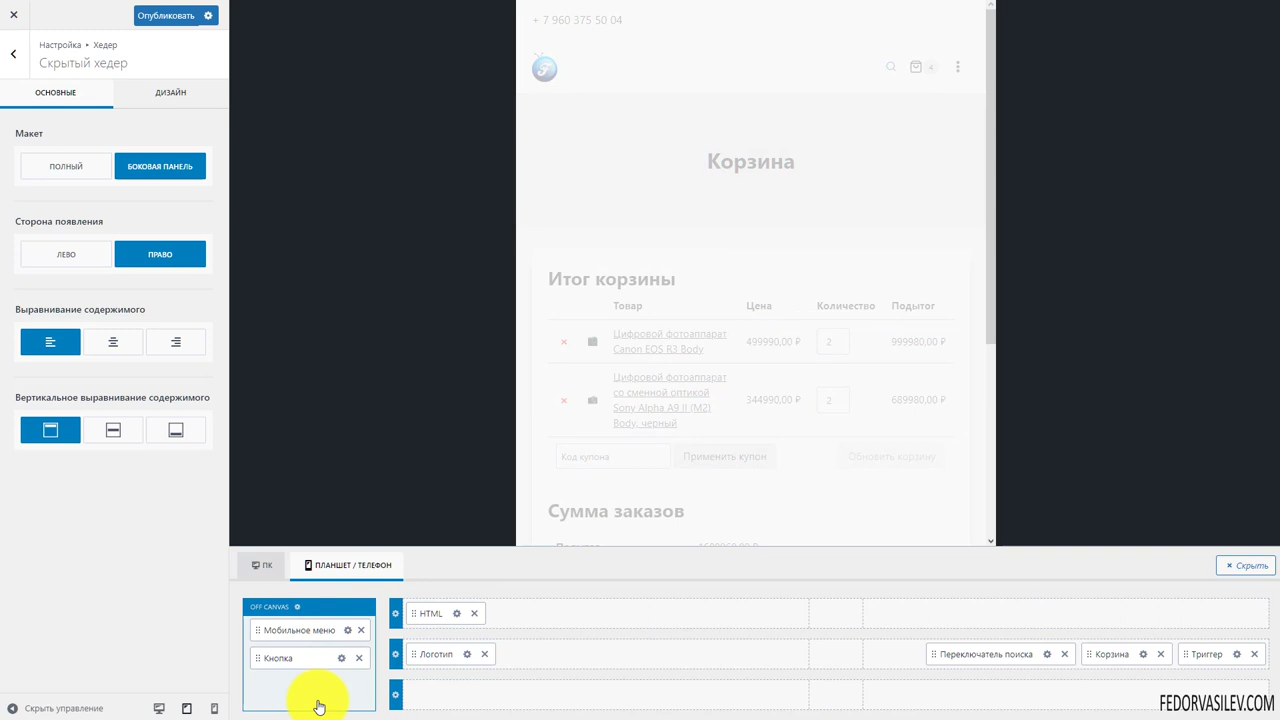 Опубликовать
Настройка ▸ Хедер
Скрытый хедер
ОСНОВНЫЕ
ДИЗАЙН
Макет
ПОЛНЫЙ
БОКОВАЯ ПАНЕЛЬ
Сторона появления
ЛЕВО
ПРАВО
Выравнивание содержимого
Вертикальное выравнивание содержимого
Скрыть управление
+ 7 960 375 50 04
4
Корзина
Итог корзины
Товар Цена Количество Подытог
× Цифровой фотоаппарат
Canon EOS R3 Body 499990,00 ₽ 2 999980,00 ₽
× Цифровой фотоаппарат
со сменной оптикой
Sony Alpha A9 II (M2)
Body, черный 344990,00 ₽ 2 689980,00 ₽
Код купона
Применить купон
Обновить корзину
Сумма заказов
ПК
ПЛАНШЕТ / ТЕЛЕФОН
× Скрыть
OFF CANVAS
Мобильное меню
Кнопка
HTML
Логотип
Переключатель поиска
Корзина
Триггер
FEDORVASILEV.COM